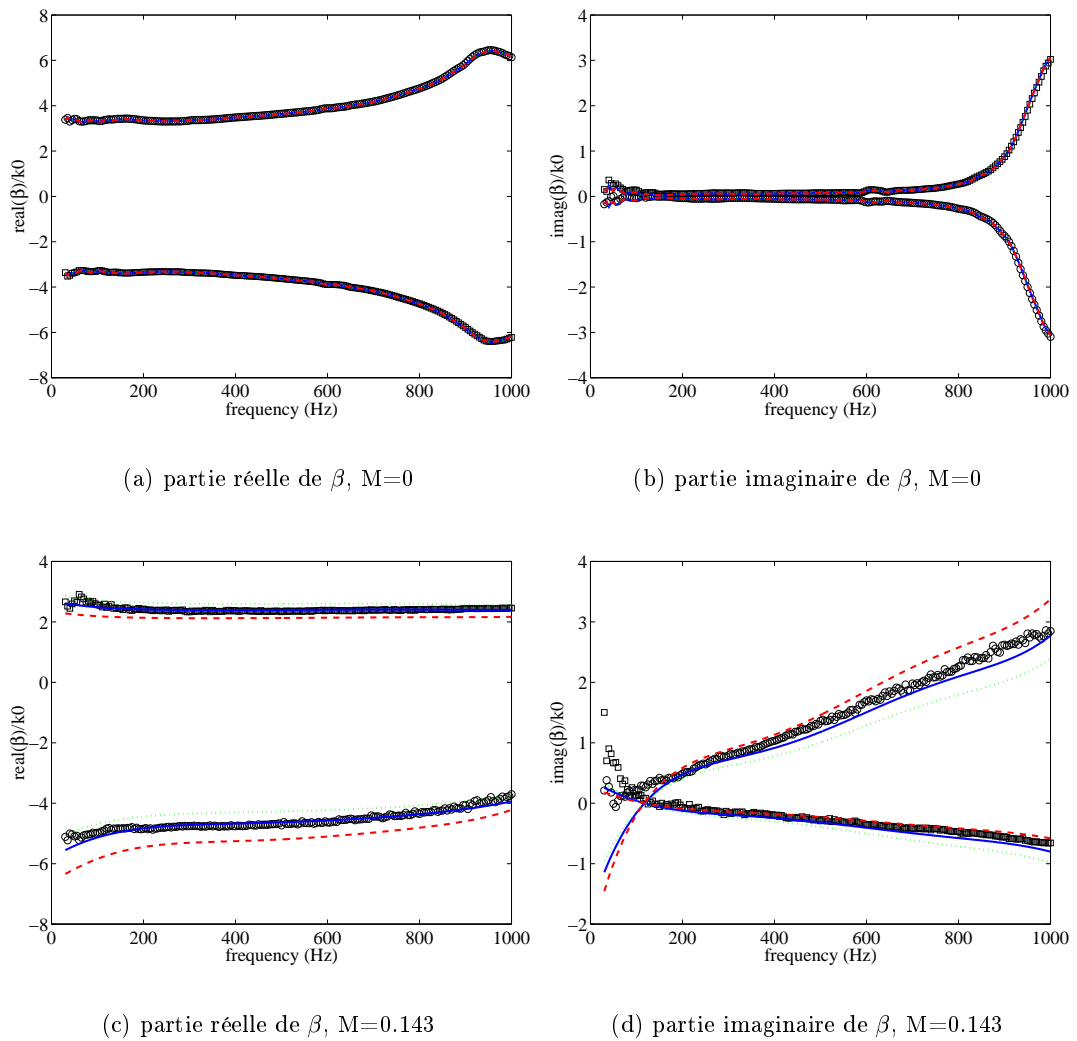 8
6
4
2
0
−2
−4
−6
−8
real(β)/k0
0 200 400 600 800 1000
frequency (Hz)
4
3
2
1
0
−1
−2
−3
−4
imag(β)/k0
0 200 400 600 800 1000
frequency (Hz)
(a) partie réelle de β, M=0
(b) partie imaginaire de β, M=0
4
2
0
−2
−4
−6
−8
real(β)/k0
0 200 400 600 800 1000
frequency (Hz)
4
3
2
1
0
−1
−2
imag(β)/k0
0 200 400 600 800 1000
frequency (Hz)
(c) partie réelle de β, M=0.143
(d) partie imaginaire de β, M=0.143